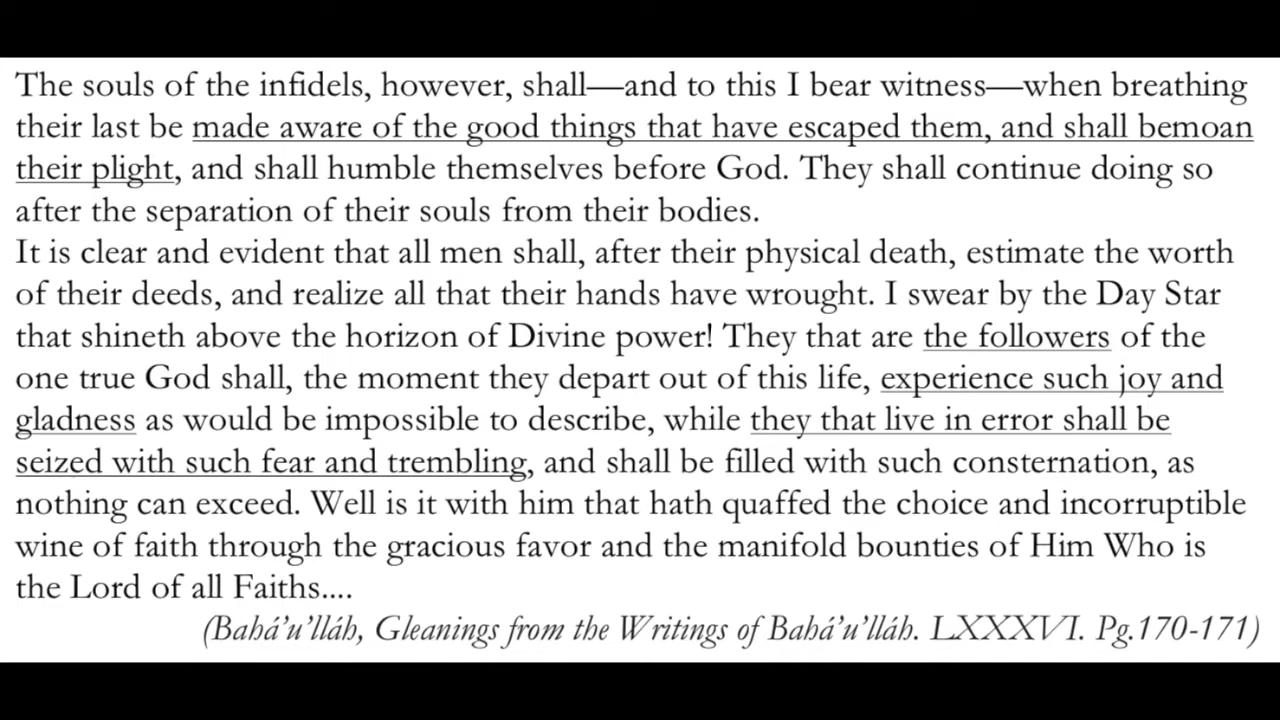 The souls of the infidels, however, shall—and to this I bear witness—when breathing
their last be made aware of the good things that have escaped them, and shall bemoan
their plight, and shall humble themselves before God. They shall continue doing so
after the separation of their souls from their bodies.
It is clear and evident that all men shall, after their physical death, estimate the worth
of their deeds, and realize all that their hands have wrought. I swear by the Day Star
that shineth above the horizon of Divine power! They that are the followers of the
one true God shall, the moment they depart out of this life, experience such joy and
gladness as would be impossible to describe, while they that live in error shall be
seized with such fear and trembling, and shall be filled with such consternation, as
nothing can exceed. Well is it with him that hath quaffed the choice and incorruptible
wine of faith through the gracious favor and the manifold bounties of Him Who is
the Lord of all Faiths....
(Bahá’u’lláh, Gleanings from the Writings of Bahá’u’lláh. LXXXVI. Pg.170-171)